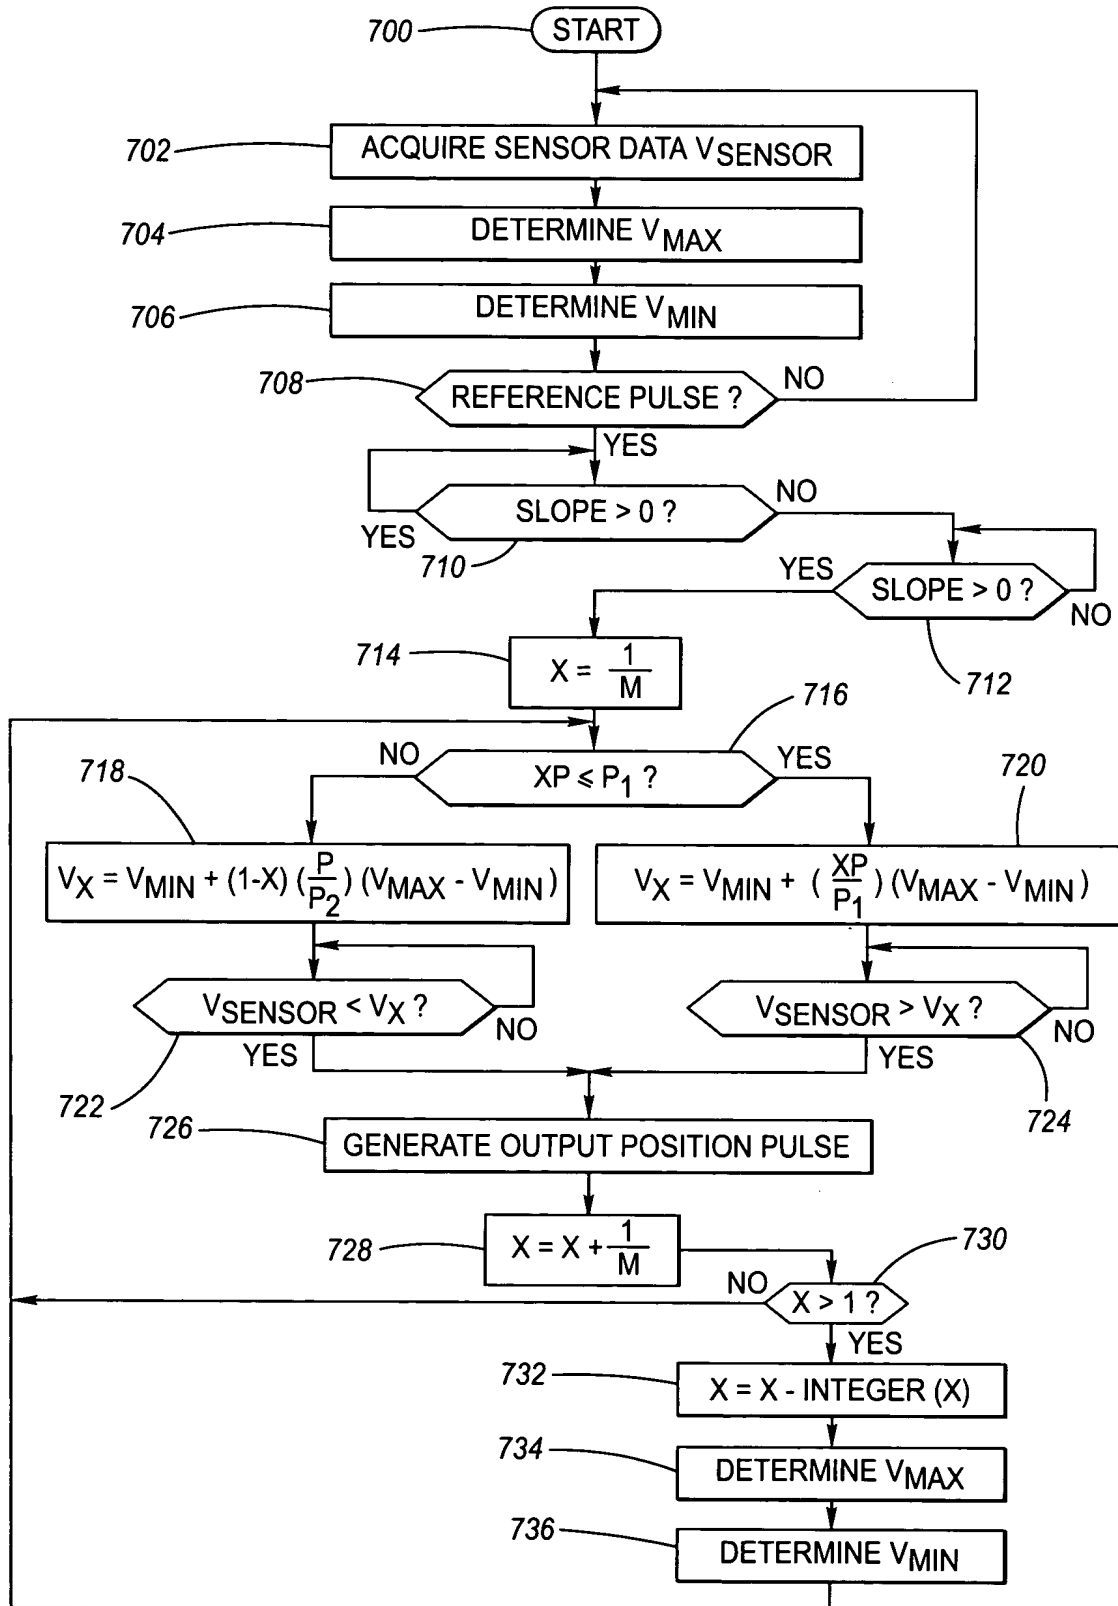 700 START
702 ACQUIRE SENSOR DATA VSENSOR
704 DETERMINE VMAX
706 DETERMINE VMIN
708 REFERENCE PULSE ? NO
YES
SLOPE > 0 ? NO
YES
710
YES SLOPE > 0 ? NO
712
714 X = 1/M
716
NO XP ≤ P1 ? YES
718
720
VX = VMIN + (1-X) (P/P2) (VMAX - VMIN)
VX = VMIN + (XP/P1) (VMAX - VMIN)
VSENSOR < VX ? NO
YES
722
VSENSOR > VX ? NO
YES
724
726 GENERATE OUTPUT POSITION PULSE
728 X = X + 1/M
730
NO X > 1 ?
YES
732 X = X - INTEGER (X)
734 DETERMINE VMAX
736 DETERMINE VMIN